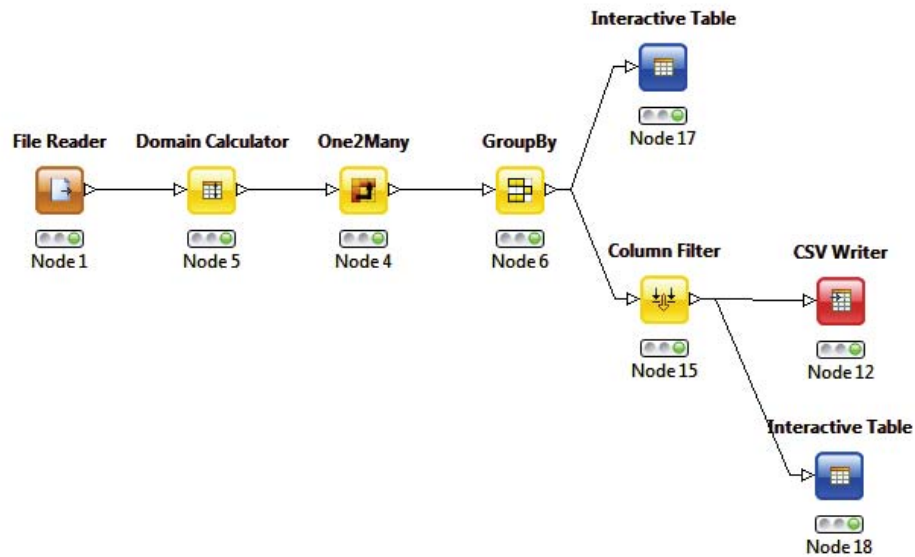 Interactive Table
Node 17
File Reader
Domain Calculator
One2Many
GroupBy
Node 1
Node 5
Node 4
Node 6
Column Filter
CSV Writer
Node 15
Node 12
Interactive Table
Node 18